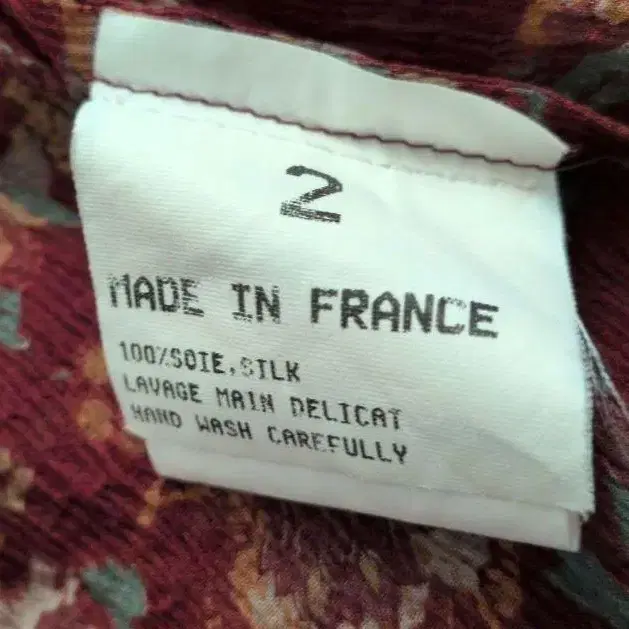 2
MADE IN FRANCE
100%SOIE,SILK
LAVAGE MAIN DELICAT
HAND WASH CAREFULLY